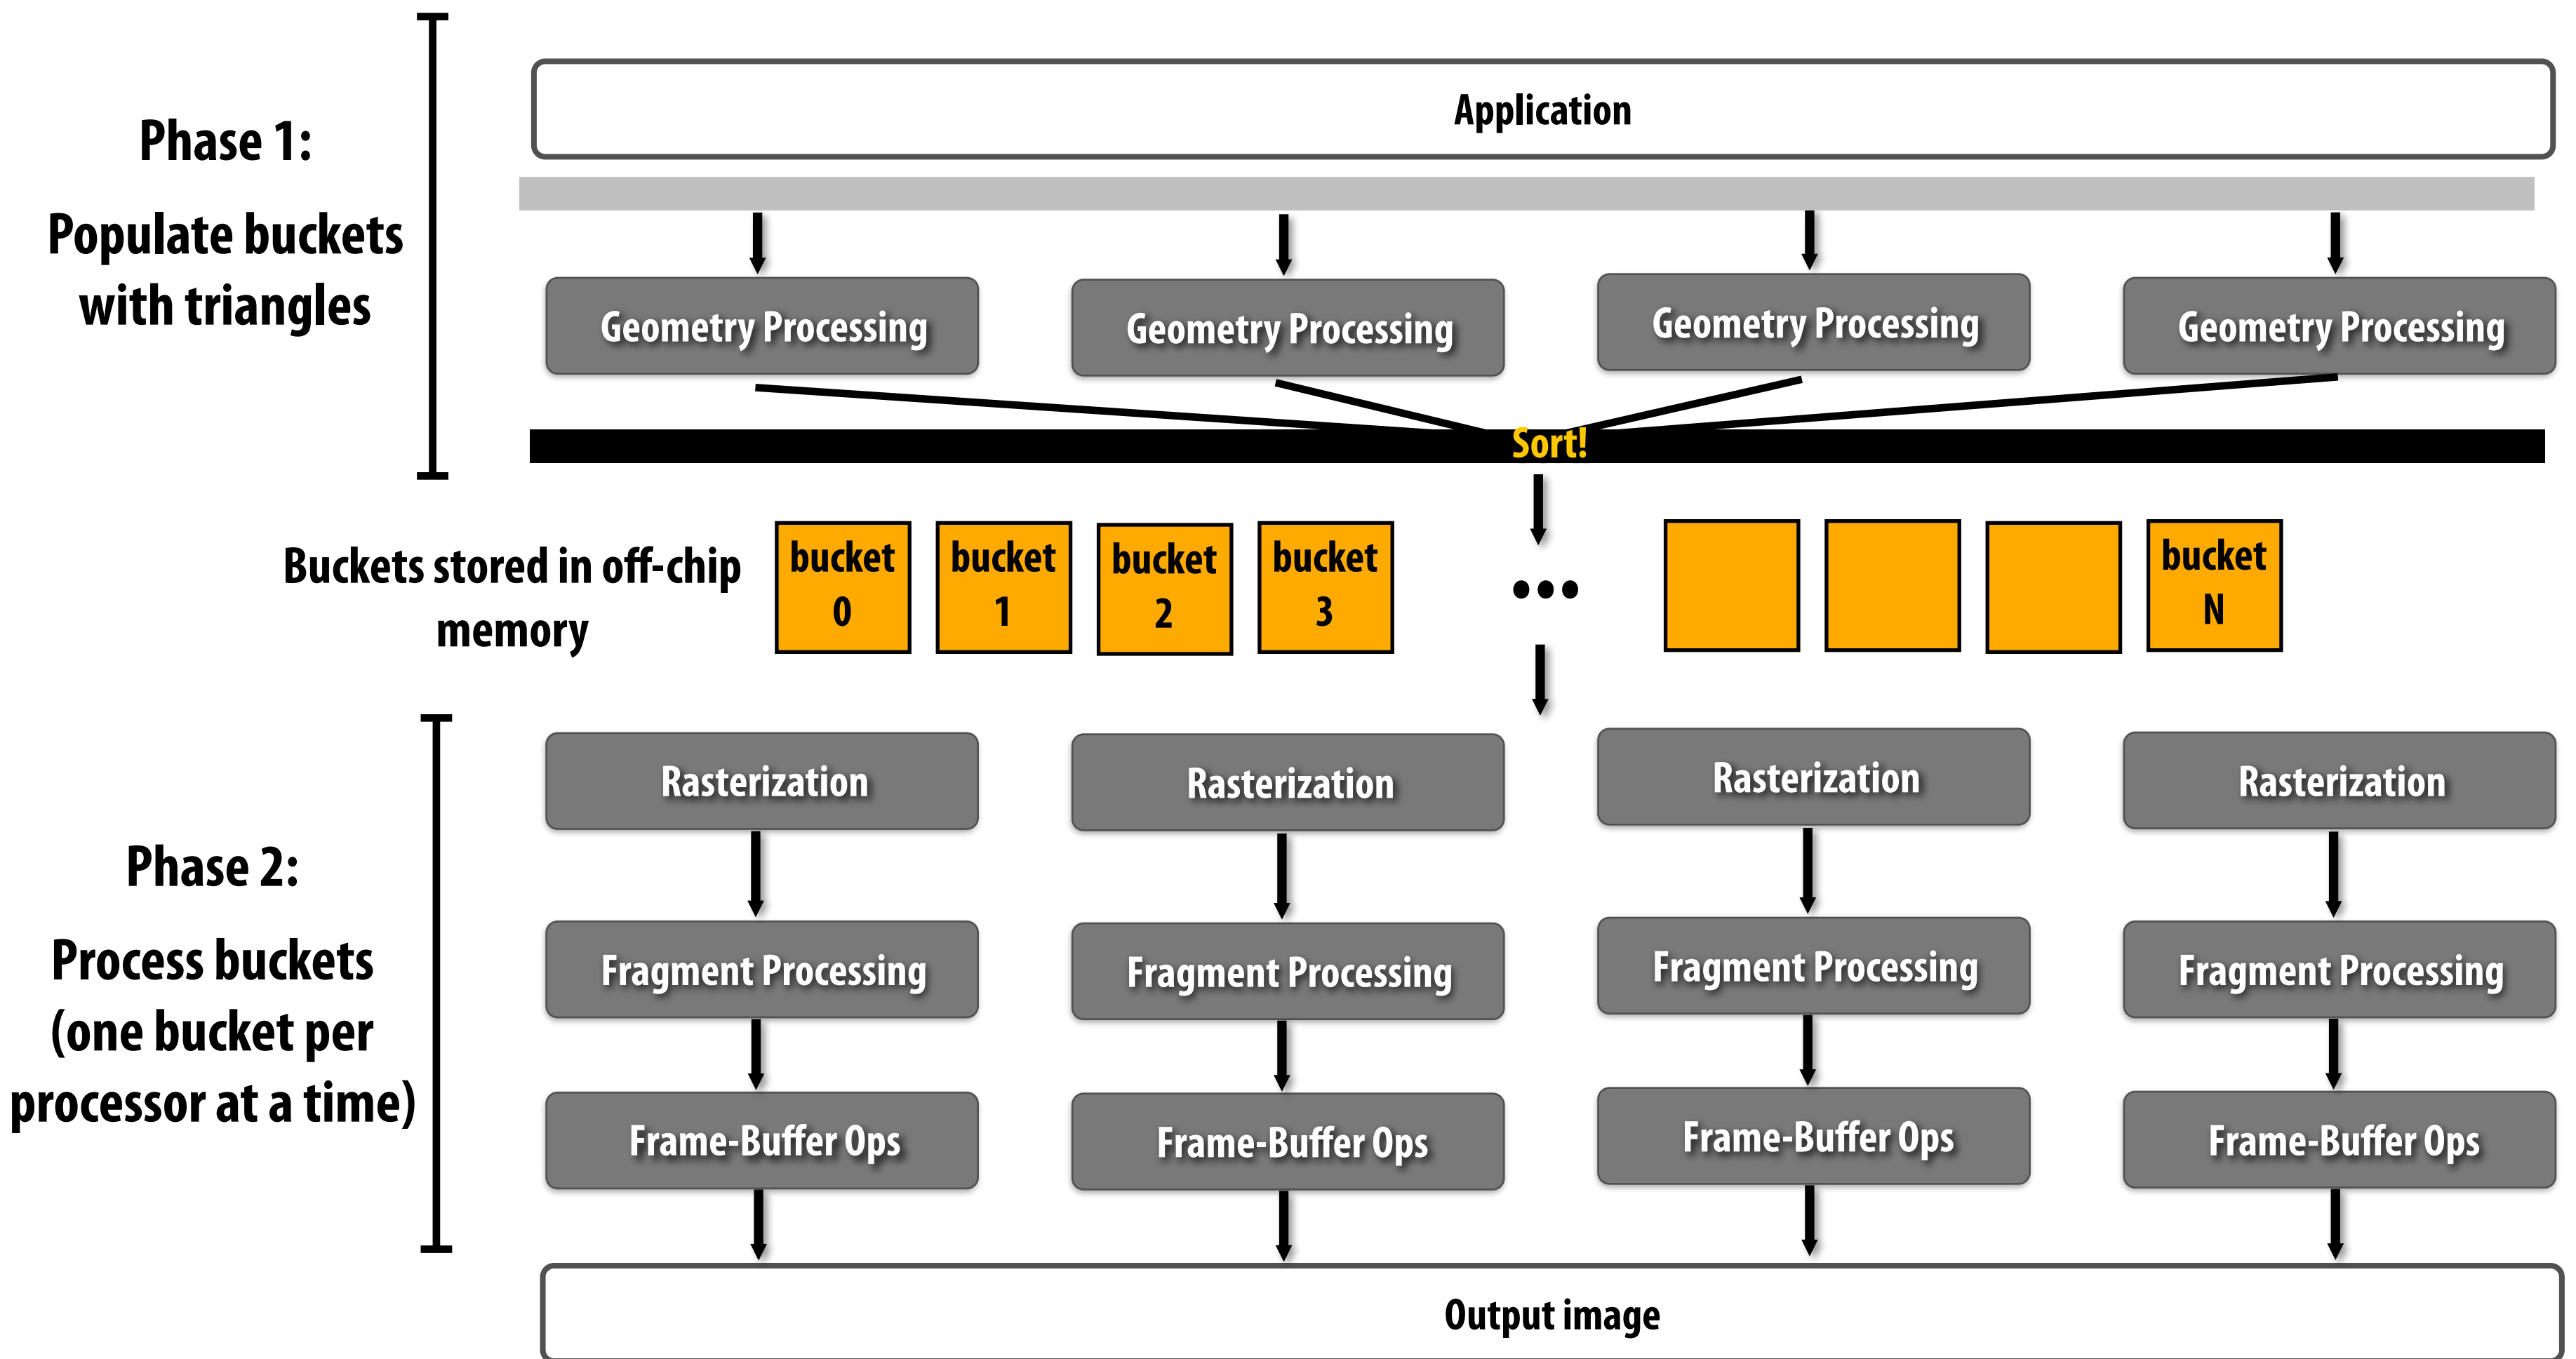 Application
Phase 1:
Populate buckets
with triangles
Geometry Processing
Geometry Processing
Geometry Processing
Geometry Processing
Sort!
Buckets stored in off-chip
memory
bucket
0
bucket
1
bucket
2
bucket
3
...
bucket
N
Rasterization
Rasterization
Rasterization
Rasterization
Phase 2:
Process buckets
(one bucket per
processor at a time)
Fragment Processing
Fragment Processing
Fragment Processing
Fragment Processing
Frame-Buffer Ops
Frame-Buffer Ops
Frame-Buffer Ops
Frame-Buffer Ops
Output image